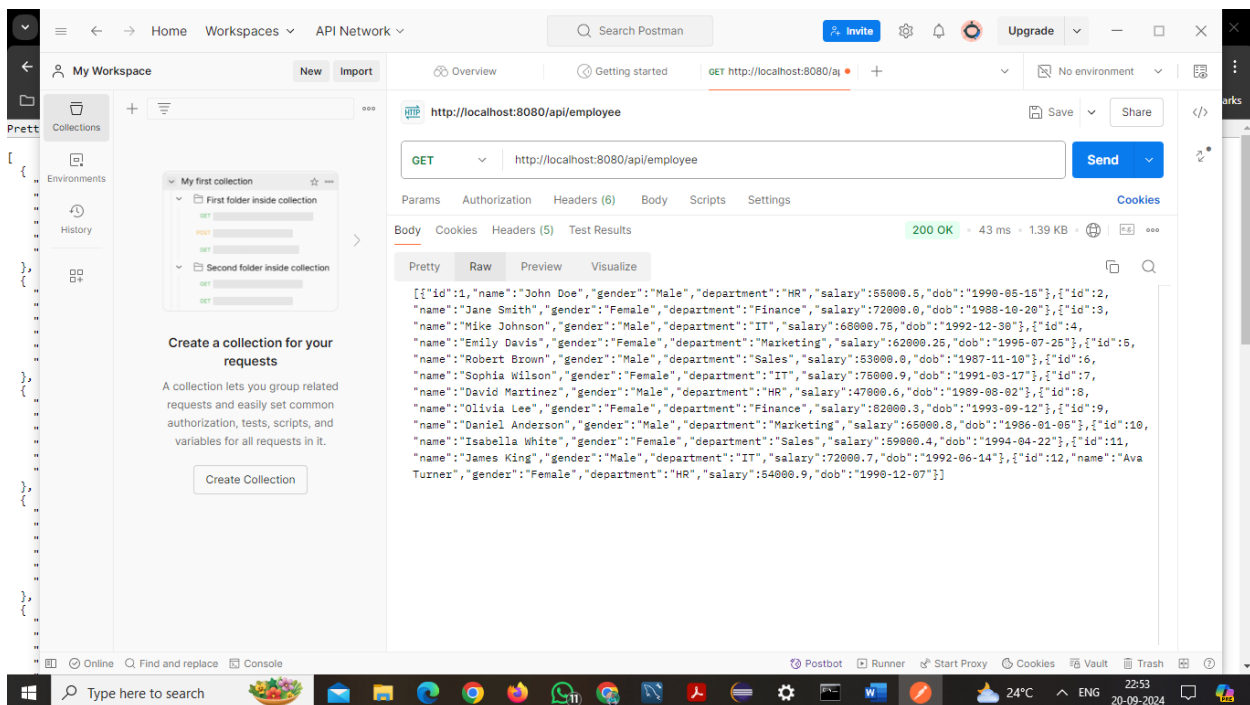 Home Workspaces API Network Search Postman Invite Upgrade
My Workspace New Import Overview Getting started GET http://localhost:8080/a No environment
arks
Prett
Collections
ooo
HTTP http://localhost:8080/api/employee Save Share
Environments
GET http://localhost:8080/api/employee Send
History
Params Authorization Headers (6) Body Scripts Settings Cookies
Body Cookies Headers (5) Test Results 200 OK 43 ms 1.39 KB
Pretty Raw Preview Visualize
My first collection
First folder inside collection
GET
POST
GET
Second folder inside collection
GET
GET
Create a collection for your
requests
A collection lets you group related
requests and easily set common
authorization, tests, scripts, and
variables for all requests in it.
Create Collection
[{"id":1,"name":"John Doe","gender":"Male","department":"HR","salary":55000.5,"dob":"1990-05-15"},{"id":2,
"name":"Jane Smith","gender":"Female","department":"Finance","salary":72000.0,"dob":"1988-10-20"},{"id":3,
"name":"Mike Johnson","gender":"Male","department":"IT","salary":68000.75,"dob":"1992-12-30"},{"id":4,
"name":"Emily Davis","gender":"Female","department":"Marketing","salary":62000.25,"dob":"1995-07-25"},{"id":5,
"name":"Robert Brown","gender":"Male","department":"Sales","salary":53000.0,"dob":"1987-11-10"},{"id":6,
"name":"Sophia Wilson","gender":"Female","department":"IT","salary":75000.9,"dob":"1991-03-17"},{"id":7,
"name":"David Martinez","gender":"Male","department":"HR","salary":47000.6,"dob":"1989-08-02"},{"id":8,
"name":"Olivia Lee","gender":"Female","department":"Finance","salary":82000.3,"dob":"1993-09-12"},{"id":9,
"name":"Daniel Anderson","gender":"Male","department":"Marketing","salary":65000.8,"dob":"1986-01-05"},{"id":10,
"name":"Isabella White","gender":"Female","department":"Sales","salary":59000.4,"dob":"1994-04-22"},{"id":11,
"name":"James King","gender":"Male","department":"IT","salary":72000.7,"dob":"1992-06-14"},{"id":12,"name":"Ava
Turner","gender":"Female","department":"HR","salary":54000.9,"dob":"1990-12-07"}]
Online Find and replace Console Postbot Runner Start Proxy Cookies Vault Trash
Type here to search 11 24°C ENG 22:53
20-09-2024